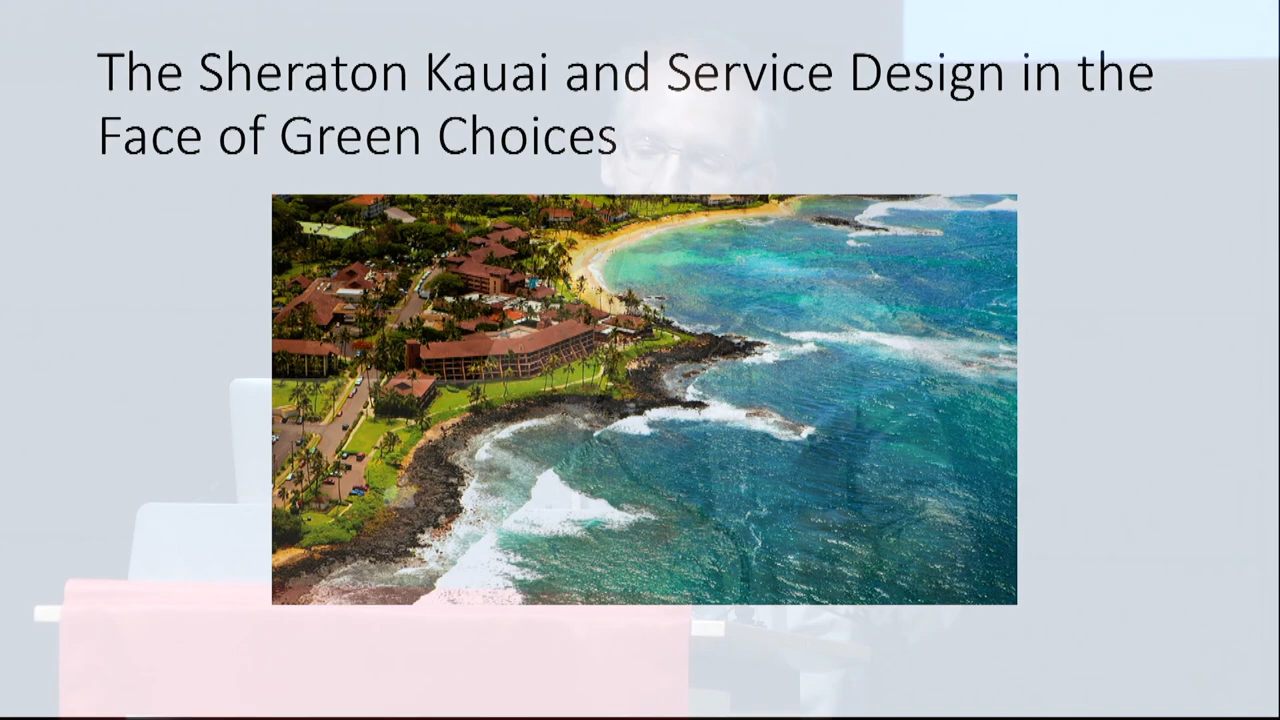 The Sheraton Kauai and Service Design in the
Face of Green Choices